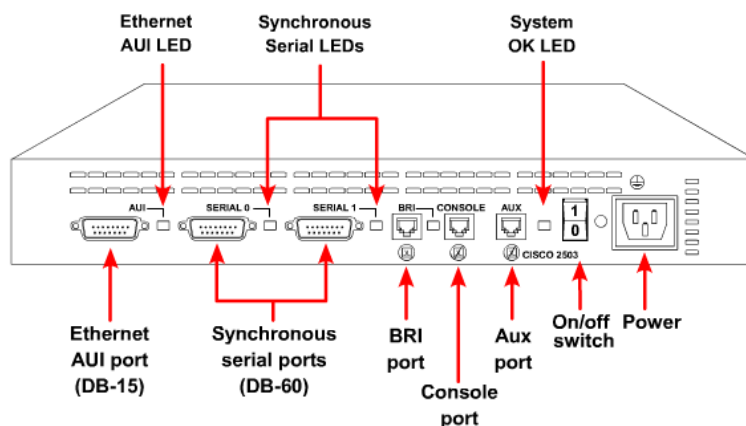 Ethernet
AUI LED
Synchronous
Serial LEDs
System
OK LED
AUI
SERIAL 0
SERIAL 1
BRI
CONSOLE
AUX
1
0
CISCO 2503
Ethernet
AUI port
(DB-15)
Synchronous
serial ports
(DB-60)
BRI
port
Console
port
Aux
port
On/off
switch
Power